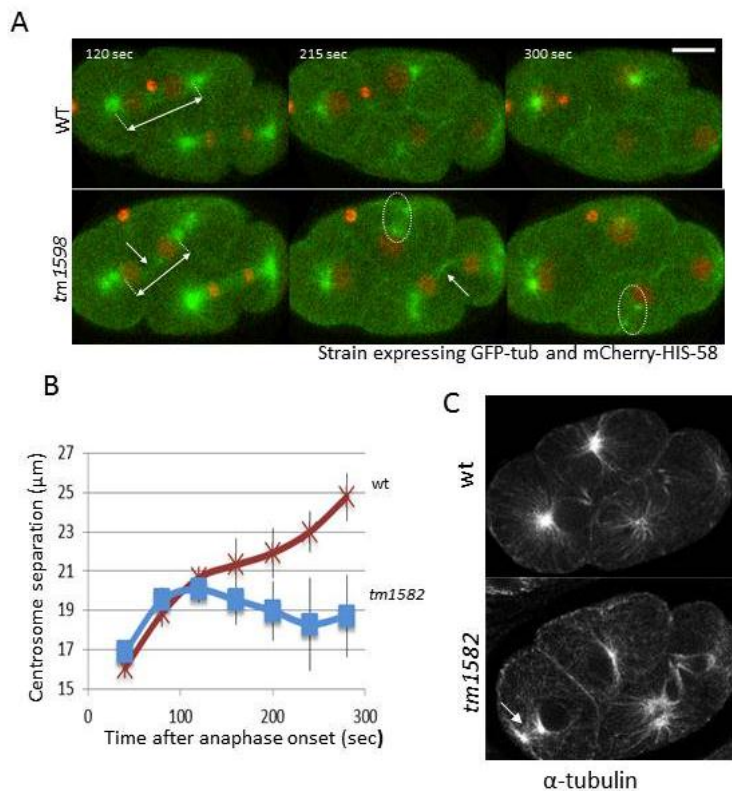 A
120 sec
215 sec
300 sec
WT
tm1598
Strain expressing GFP-tub and mCherry-HIS-58
B
Centrosome separation (µm)
27
25
23
21
19
17
15
0
100
200
300
wt
tm1582
Time after anaphase onset (sec)
C
wt
tm1582
α-tubulin